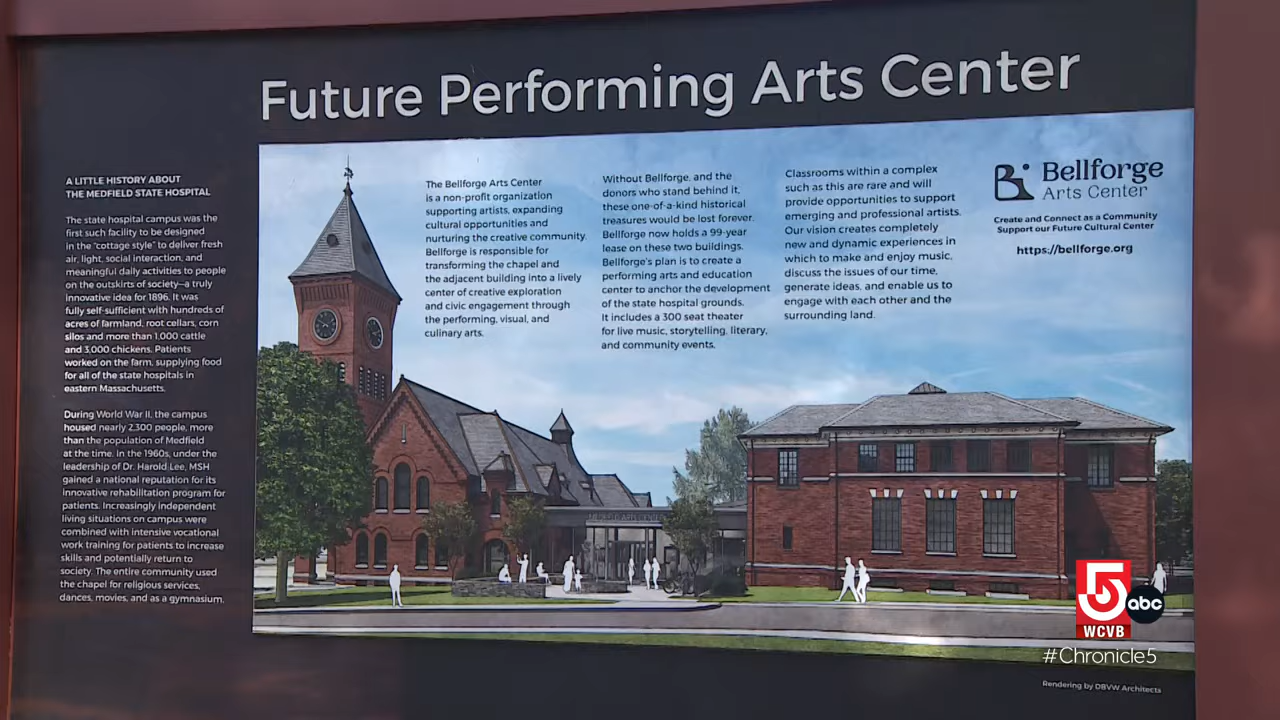 Future Performing Arts Center
A LITTLE HISTORY ABOUT
THE MEDFIELD STATE HOSPITAL
The state hospital campus was the
first such facility to be designed
in the "cottage style" to deliver fresh
air, light, social interaction, and
meaningful daily activities to people
on the outskirts of society—a truly
innovative idea for 1896. It was
fully self-sufficient with hundreds of
acres of farmland, root cellars, corn
silos and more than 1,000 cattle
and 3,000 chickens. Patients
worked on the farm, supplying food
for all of the state hospitals in
eastern Massachusetts.
During World War II, the campus
housed nearly 2,300 people, more
than the population of Medfield
at the time. In the 1960s, under the
leadership of Dr. Harold Lee, MSH
gained a national reputation for its
innovative rehabilitation program for
patients. Increasingly independent
living situations on campus were
combined with intensive vocational
work training for patients to increase
skills and potentially return to
society. The entire community used
the chapel for religious services,
dances, movies, and as a gymnasium.
The Bellforge Arts Center
is a non-profit organization
supporting artists, expanding
cultural opportunities and
nurturing the creative community.
Bellforge is responsible for
transforming the chapel and
the adjacent building into a lively
center of creative exploration
and civic engagement through
the performing, visual, and
culinary arts.
Without Bellforge, and the
donors who stand behind it,
these one-of-a-kind historical
treasures would be lost forever.
Bellforge now holds a 99-year
lease on these two buildings.
Bellforge's plan is to create a
performing arts and education
center to anchor the development
of the state hospital grounds.
It includes a 300 seat theater
for live music, storytelling, literary,
and community events.
Classrooms within a complex
such as this are rare and will
provide opportunities to support
emerging and professional artists.
Our vision creates completely
new and dynamic experiences in
which to make and enjoy music,
discuss the issues of our time,
generate ideas, and enable us to
engage with each other and the
surrounding land.
Bellforge
Arts Center
Create and Connect as a Community
Support our Future Cultural Center
https://bellforge.org
MEDFIELD ARTS CENTER
5
abc
WCVB
#Chronicle5
Rendering by DBVW Architects